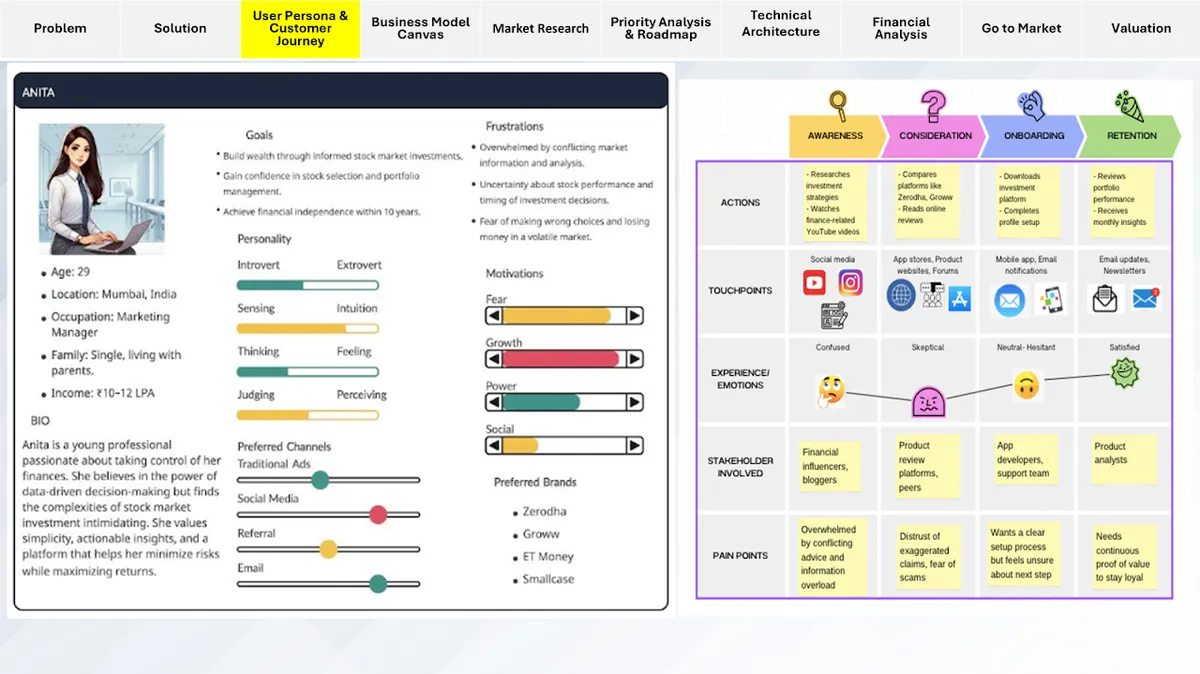 Problem
Solution
User Persona &
Customer
Journey
Business Model
Canvas
Market Research
Priority Analysis
& Roadmap
Technical
Architecture
Financial
Analysis
Go to Market
Valuation
ANITA
• Age: 29
• Location: Mumbai, India
• Occupation: Marketing
Manager
• Family: Single, living with
parents.
• Income: ₹10–12 LPA
BIO
Anita is a young professional
passionate about taking control of her
finances. She believes in the power of
data-driven decision-making but finds
the complexities of stock market
investment intimidating. She values
simplicity, actionable insights, and a
platform that helps her minimize risks
while maximizing returns.
Goals
• Build wealth through informed stock market investments.
• Gain confidence in stock selection and portfolio
management.
• Achieve financial independence within 10 years.
Personality
Introvert Extrovert
Sensing Intuition
Thinking Feeling
Judging Perceiving
Preferred Channels
Traditional Ads
Social Media
Referral
Email
Frustrations
• Overwhelmed by conflicting market
information and analysis.
• Uncertainty about stock performance and
timing of investment decisions.
• Fear of making wrong choices and losing
money in a volatile market.
Motivations
Fear
Growth
Power
Social
Preferred Brands
• Zerodha
• Groww
• ET Money
• Smallcase
AWARENESS
CONSIDERATION
ONBOARDING
RETENTION
ACTIONS
- Researches
investment
strategies
- Watches
finance-related
YouTube videos
- Compares
platforms like
Zerodha, Groww
- Reads online
reviews
- Downloads
investment
platform
- Completes
profile setup
- Reviews
portfolio
performance
- Receives
monthly insights
TOUCHPOINTS
Social media
BLOG
App stores, Product
websites, Forums
Mobile app, Email
notifications
Email updates,
Newsletters
EXPERIENCE/
EMOTIONS
Confused
Skeptical
Neutral- Hesitant
Satisfied
STAKEHOLDER
INVOLVED
Financial
influencers,
bloggers
Product
review
platforms,
peers
App
developers,
support team
Product
analysts
PAIN POINTS
Overwhelmed
by conflicting
advice and
information
overload
Distrust of
exaggerated
claims, fear of
scams
Wants a clear
setup process
but feels unsure
about next step
Needs
continuous
proof of value
to stay loyal